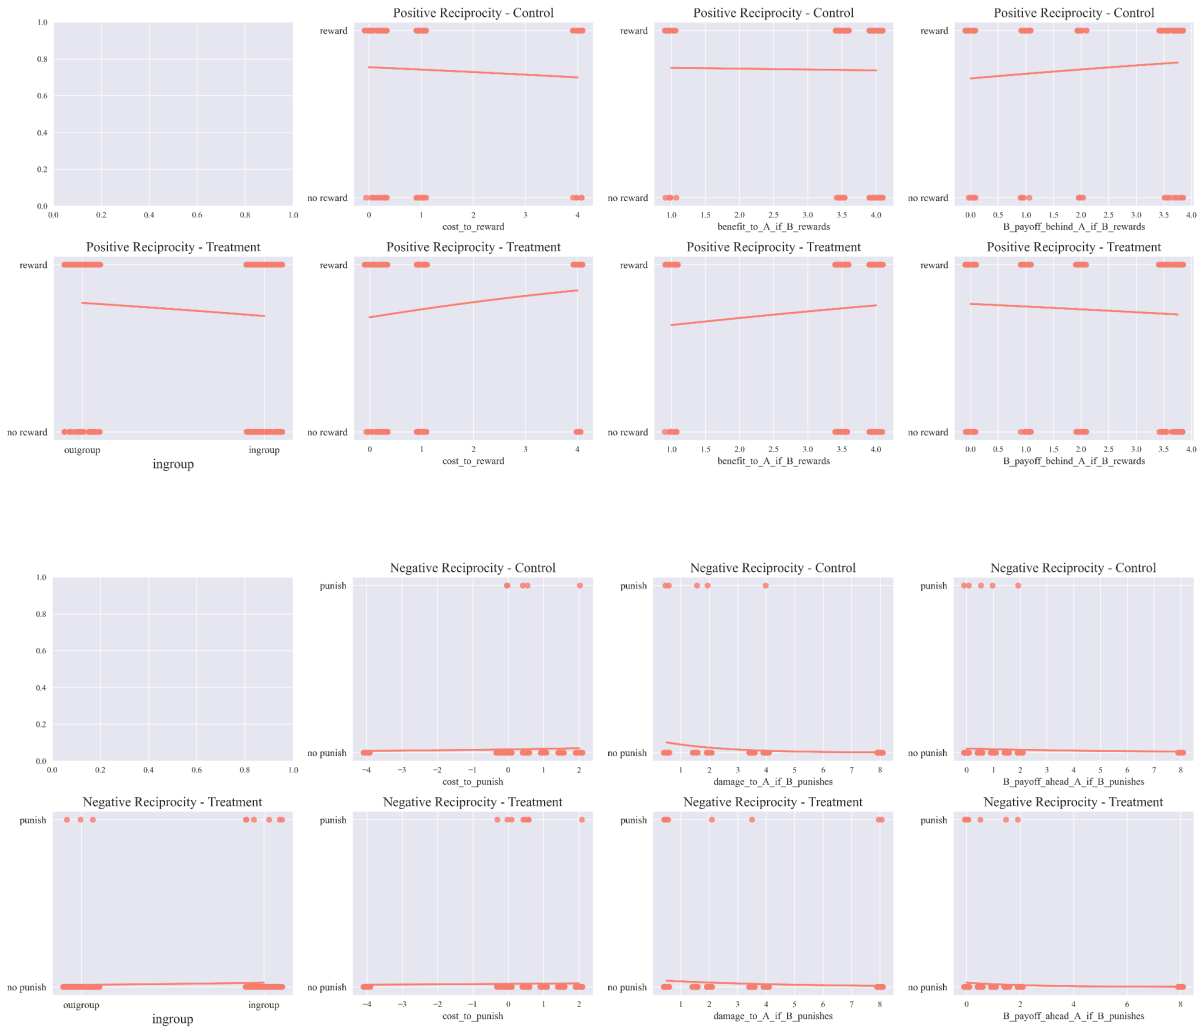 Positive Reciprocity - Control Positive Reciprocity - Control Positive Reciprocity - Control
1.0
0.8
0.6
0.4
0.2
0.0
0.0 0.2 0.4 0.6 0.8 1.0
reward
no reward
0 1 2 3 4
cost_to_reward
reward
no reward
1.0 1.5 2.0 2.5 3.0 3.5 4.0
benefit_to_A_if_B_rewards
reward
no reward
0.0 0.5 1.0 1.5 2.0 2.5 3.0 3.5 4.0
B_payoff_behind_A_if_B_rewards
Positive Reciprocity - Treatment Positive Reciprocity - Treatment Positive Reciprocity - Treatment Positive Reciprocity - Treatment
reward
no reward
outgroup ingroup
ingroup
reward
no reward
0 1 2 3 4
cost_to_reward
reward
no reward
1.0 1.5 2.0 2.5 3.0 3.5 4.0
benefit_to_A_if_B_rewards
reward
no reward
0.0 0.5 1.0 1.5 2.0 2.5 3.0 3.5 4.0
B_payoff_behind_A_if_B_rewards
Negative Reciprocity - Control Negative Reciprocity - Control Negative Reciprocity - Control
1.0
0.8
0.6
0.4
0.2
0.0
0.0 0.2 0.4 0.6 0.8 1.0
punish
no punish
−4 −3 −2 −1 0 1 2
cost_to_punish
punish
no punish
1 2 3 4 5 6 7 8
damage_to_A_if_B_punishes
punish
no punish
0 1 2 3 4 5 6 7 8
B_payoff_ahead_A_if_B_punishes
Negative Reciprocity - Treatment Negative Reciprocity - Treatment Negative Reciprocity - Treatment Negative Reciprocity - Treatment
punish
no punish
outgroup ingroup
ingroup
punish
no punish
−4 −3 −2 −1 0 1 2
cost_to_punish
punish
no punish
1 2 3 4 5 6 7 8
damage_to_A_if_B_punishes
punish
no punish
0 2 4 6 8
B_payoff_ahead_A_if_B_punishes